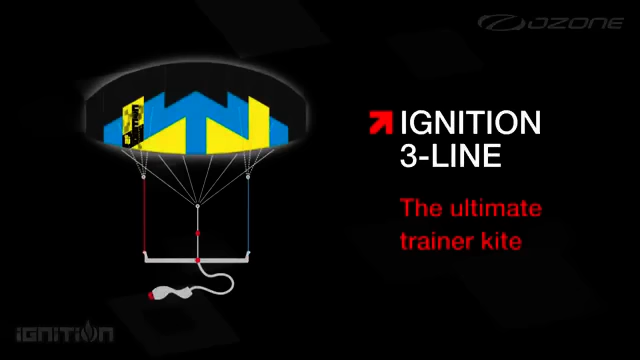 OZONE
IGNITION
3-LINE
The ultimate
trainer kite
IGNITION